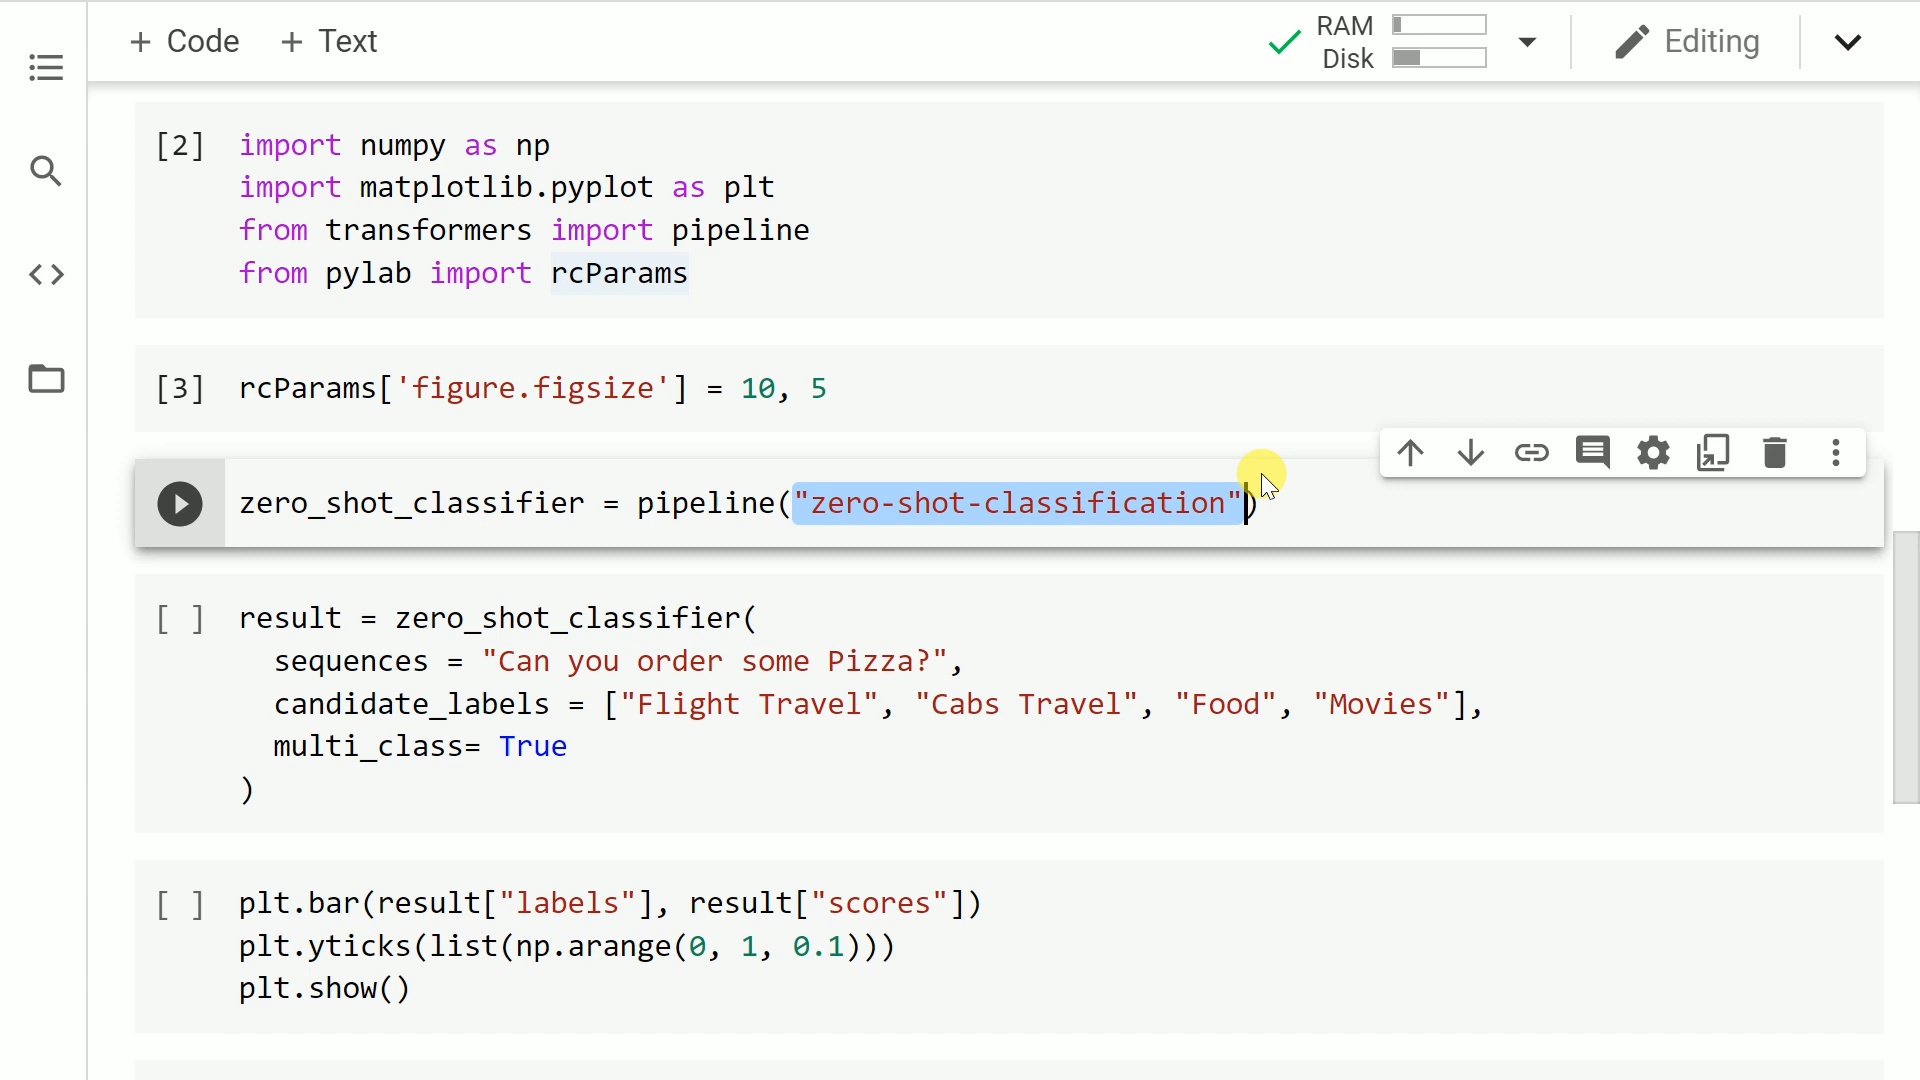 + Code + Text
RAM
Disk
Editing
[2] import numpy as np
import matplotlib.pyplot as plt
from transformers import pipeline
from pylab import rcParams
[3] rcParams['figure.figsize'] = 10, 5
zero_shot_classifier = pipeline("zero-shot-classification")
[ ] result = zero_shot_classifier(
sequences = "Can you order some Pizza?",
candidate_labels = ["Flight Travel", "Cabs Travel", "Food", "Movies"],
multi_class= True
)
[ ] plt.bar(result["labels"], result["scores"])
plt.yticks(list(np.arange(0, 1, 0.1)))
plt.show()